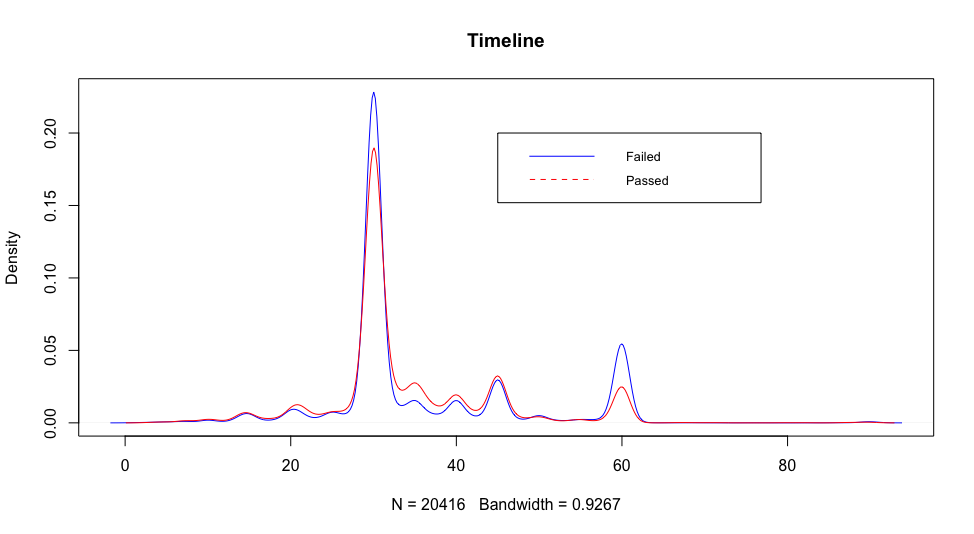 Timeline
Density
0.00
0.05
0.10
0.15
0.20
Failed
Passed
0 20 40 60 80
N = 20416 Bandwidth = 0.9267